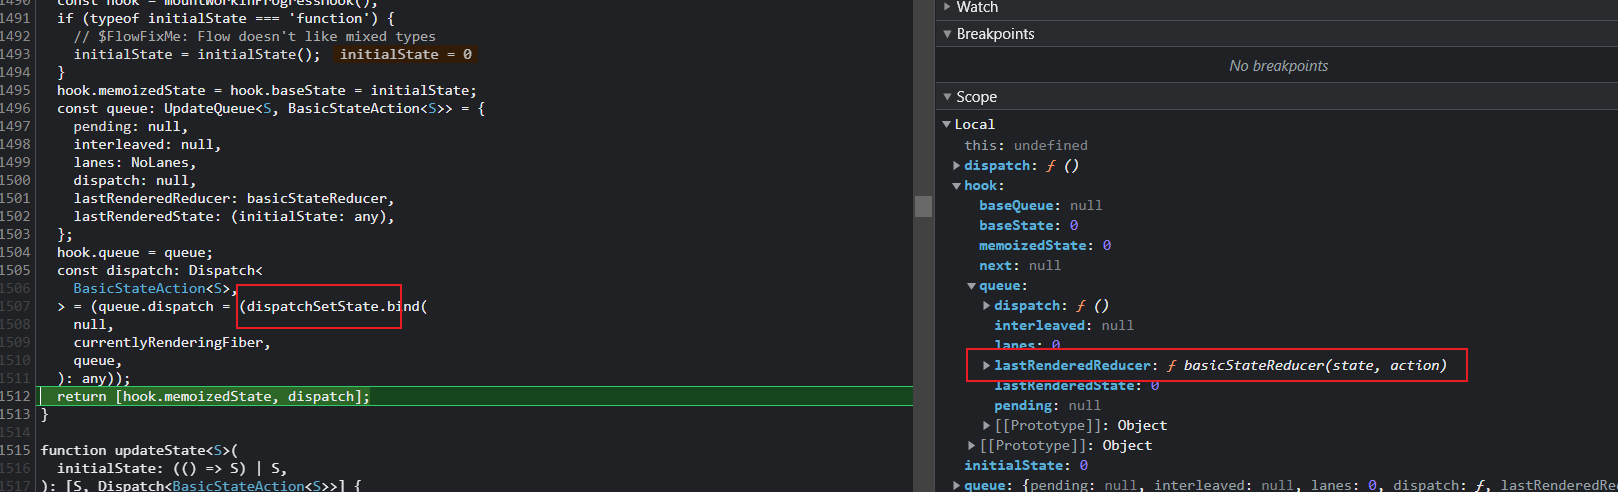 1490 const hook = mountWorkInProgressHook();
1491 if (typeof initialState === 'function') {
1492 // $FlowFixMe: Flow doesn't like mixed types
1493 initialState = initialState(); initialState = 0
1494 }
1495 hook.memoizedState = hook.baseState = initialState;
1496 const queue: UpdateQueue<S, BasicStateAction<S>> = {
1497 pending: null,
1498 interleaved: null,
1499 lanes: NoLanes,
1500 dispatch: null,
1501 lastRenderedReducer: basicStateReducer,
1502 lastRenderedState: (initialState: any),
1503 };
1504 hook.queue = queue;
1505 const dispatch: Dispatch<
1506 BasicStateAction<S>,
1507 > = (queue.dispatch = (dispatchSetState.bind(
1508 null,
1509 currentlyRenderingFiber,
1510 queue,
1511 ): any));
1512 return [hook.memoizedState, dispatch];
1513 }
1514
1515 function updateState<S>(
1516 initialState: (() => S) | S,
1517 ): [S, Dispatch<BasicStateAction<S>>] {
Watch
Breakpoints
No breakpoints
Scope
Local
this: undefined
dispatch: ƒ ()
hook:
baseQueue: null
baseState: 0
memoizedState: 0
next: null
queue:
dispatch: ƒ ()
interleaved: null
lanes: 0
lastRenderedReducer: ƒ basicStateReducer(state, action)
lastRenderedState: 0
pending: null
[[Prototype]]: Object
[[Prototype]]: Object
initialState: 0
queue: {pending: null, interleaved: null, lanes: 0, dispatch: ƒ, lastRenderedRe